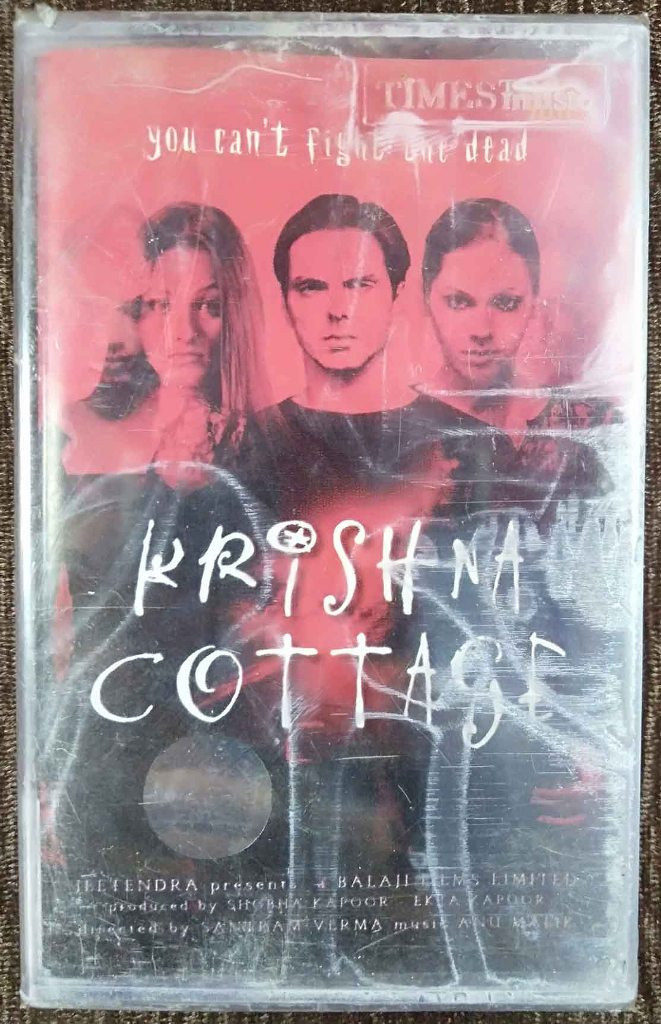 TIMES music
you can't fight the dead
KRiSHNA
COTTAGE
JEETENDRA presents a BALAJI FILMS LIMITED
produced by SHOBHA KAPOOR EKTA KAPOOR
directed by SANTRAM VERMA music ANU MALIK